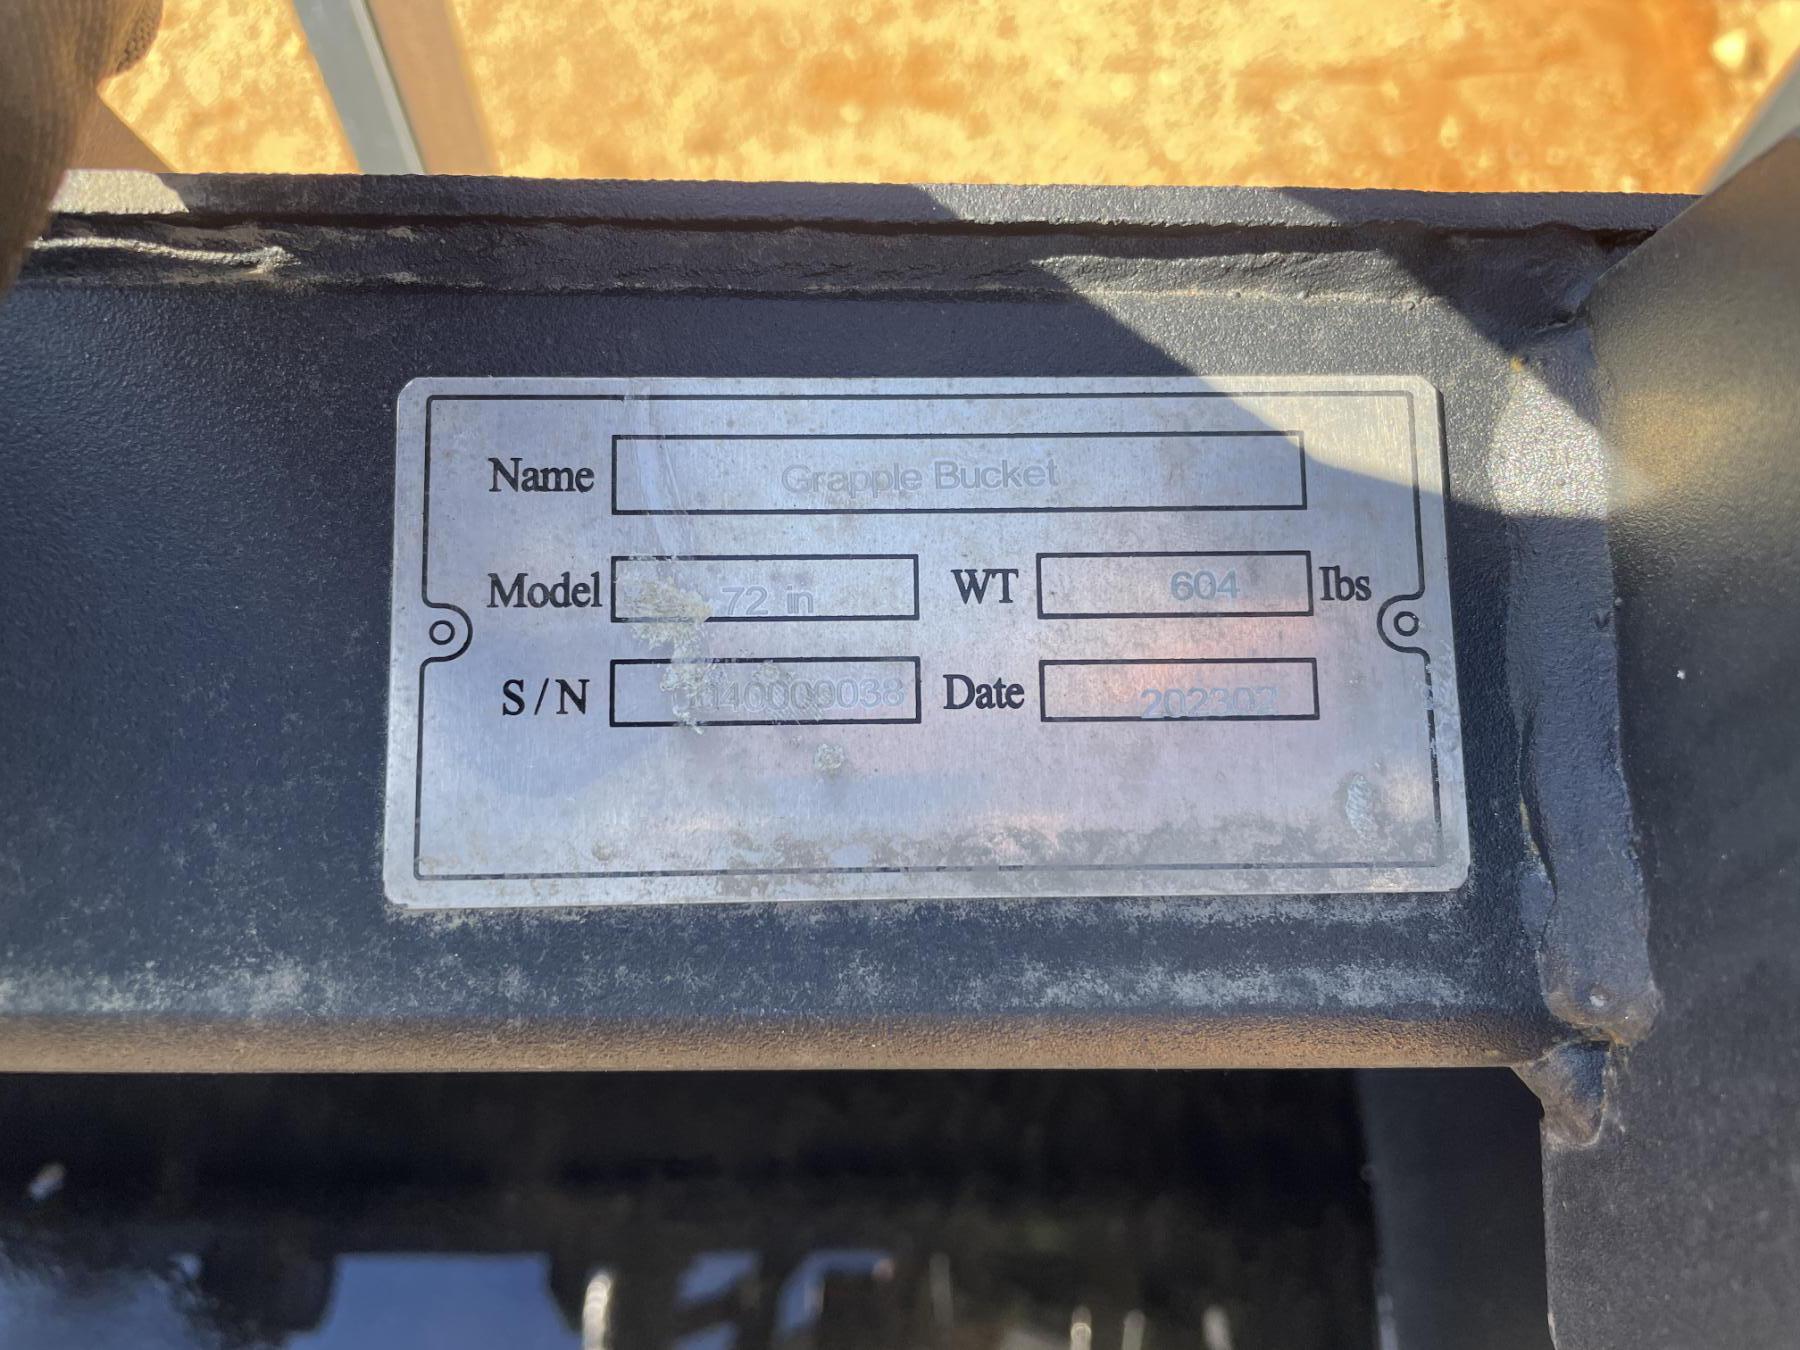 Name Grapple Bucket
Model 72 in WT 604 lbs
S/N Date 202302